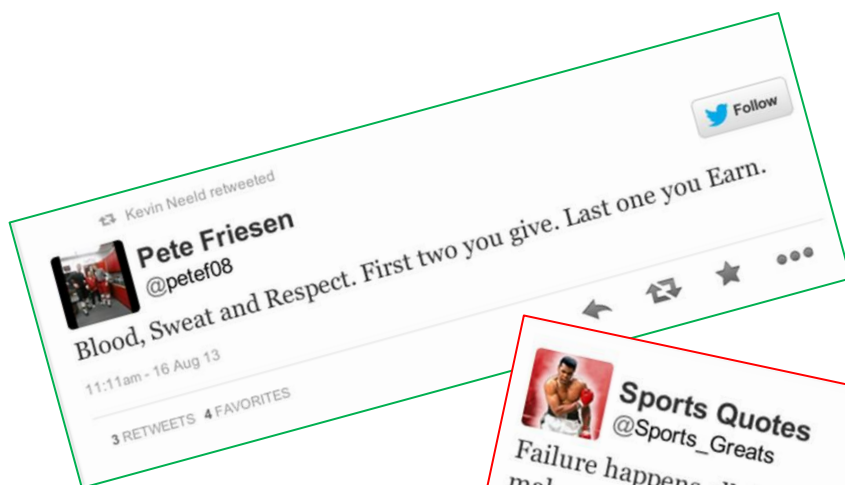 Follow
Kevin Neeld retweeted
Pete Friesen
@petef08
Blood, Sweat and Respect. First two you give. Last one you Earn.
11:11am - 16 Aug 13
3 RETWEETS 4 FAVORITES
Sports Quotes
@Sports_Greats
Failure happens